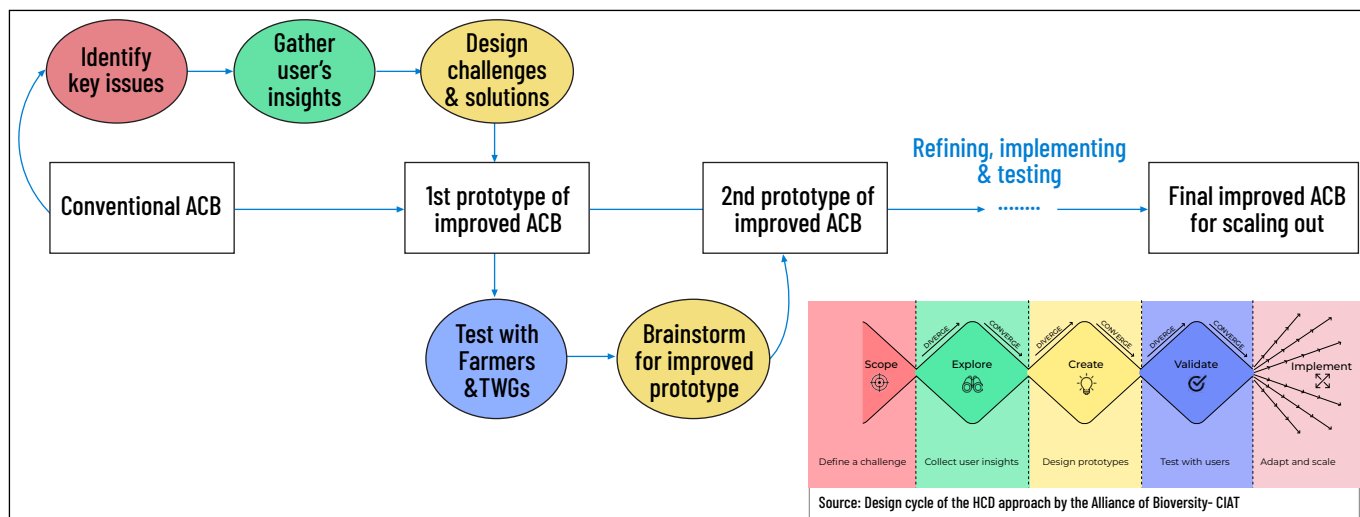 Identify
key issues
Gather
user's
insights
Design
challenges
& solutions
Conventional ACB
1st prototype of
improved ACB
2nd prototype of
improved ACB
Refining, implementing
& testing
........
Final improved ACB
for scaling out
Test with
Farmers
&TWGs
Brainstorm
for improved
prototype
Scope
DIVERGE
CONVERGE
Explore
DIVERGE
CONVERGE
Create
DIVERGE
CONVERGE
Validate
Implement
Define a challenge
Collect user insights
Design prototypes
Test with users
Adapt and scale
Source: Design cycle of the HCD approach by the Alliance of Bioversity- CIAT